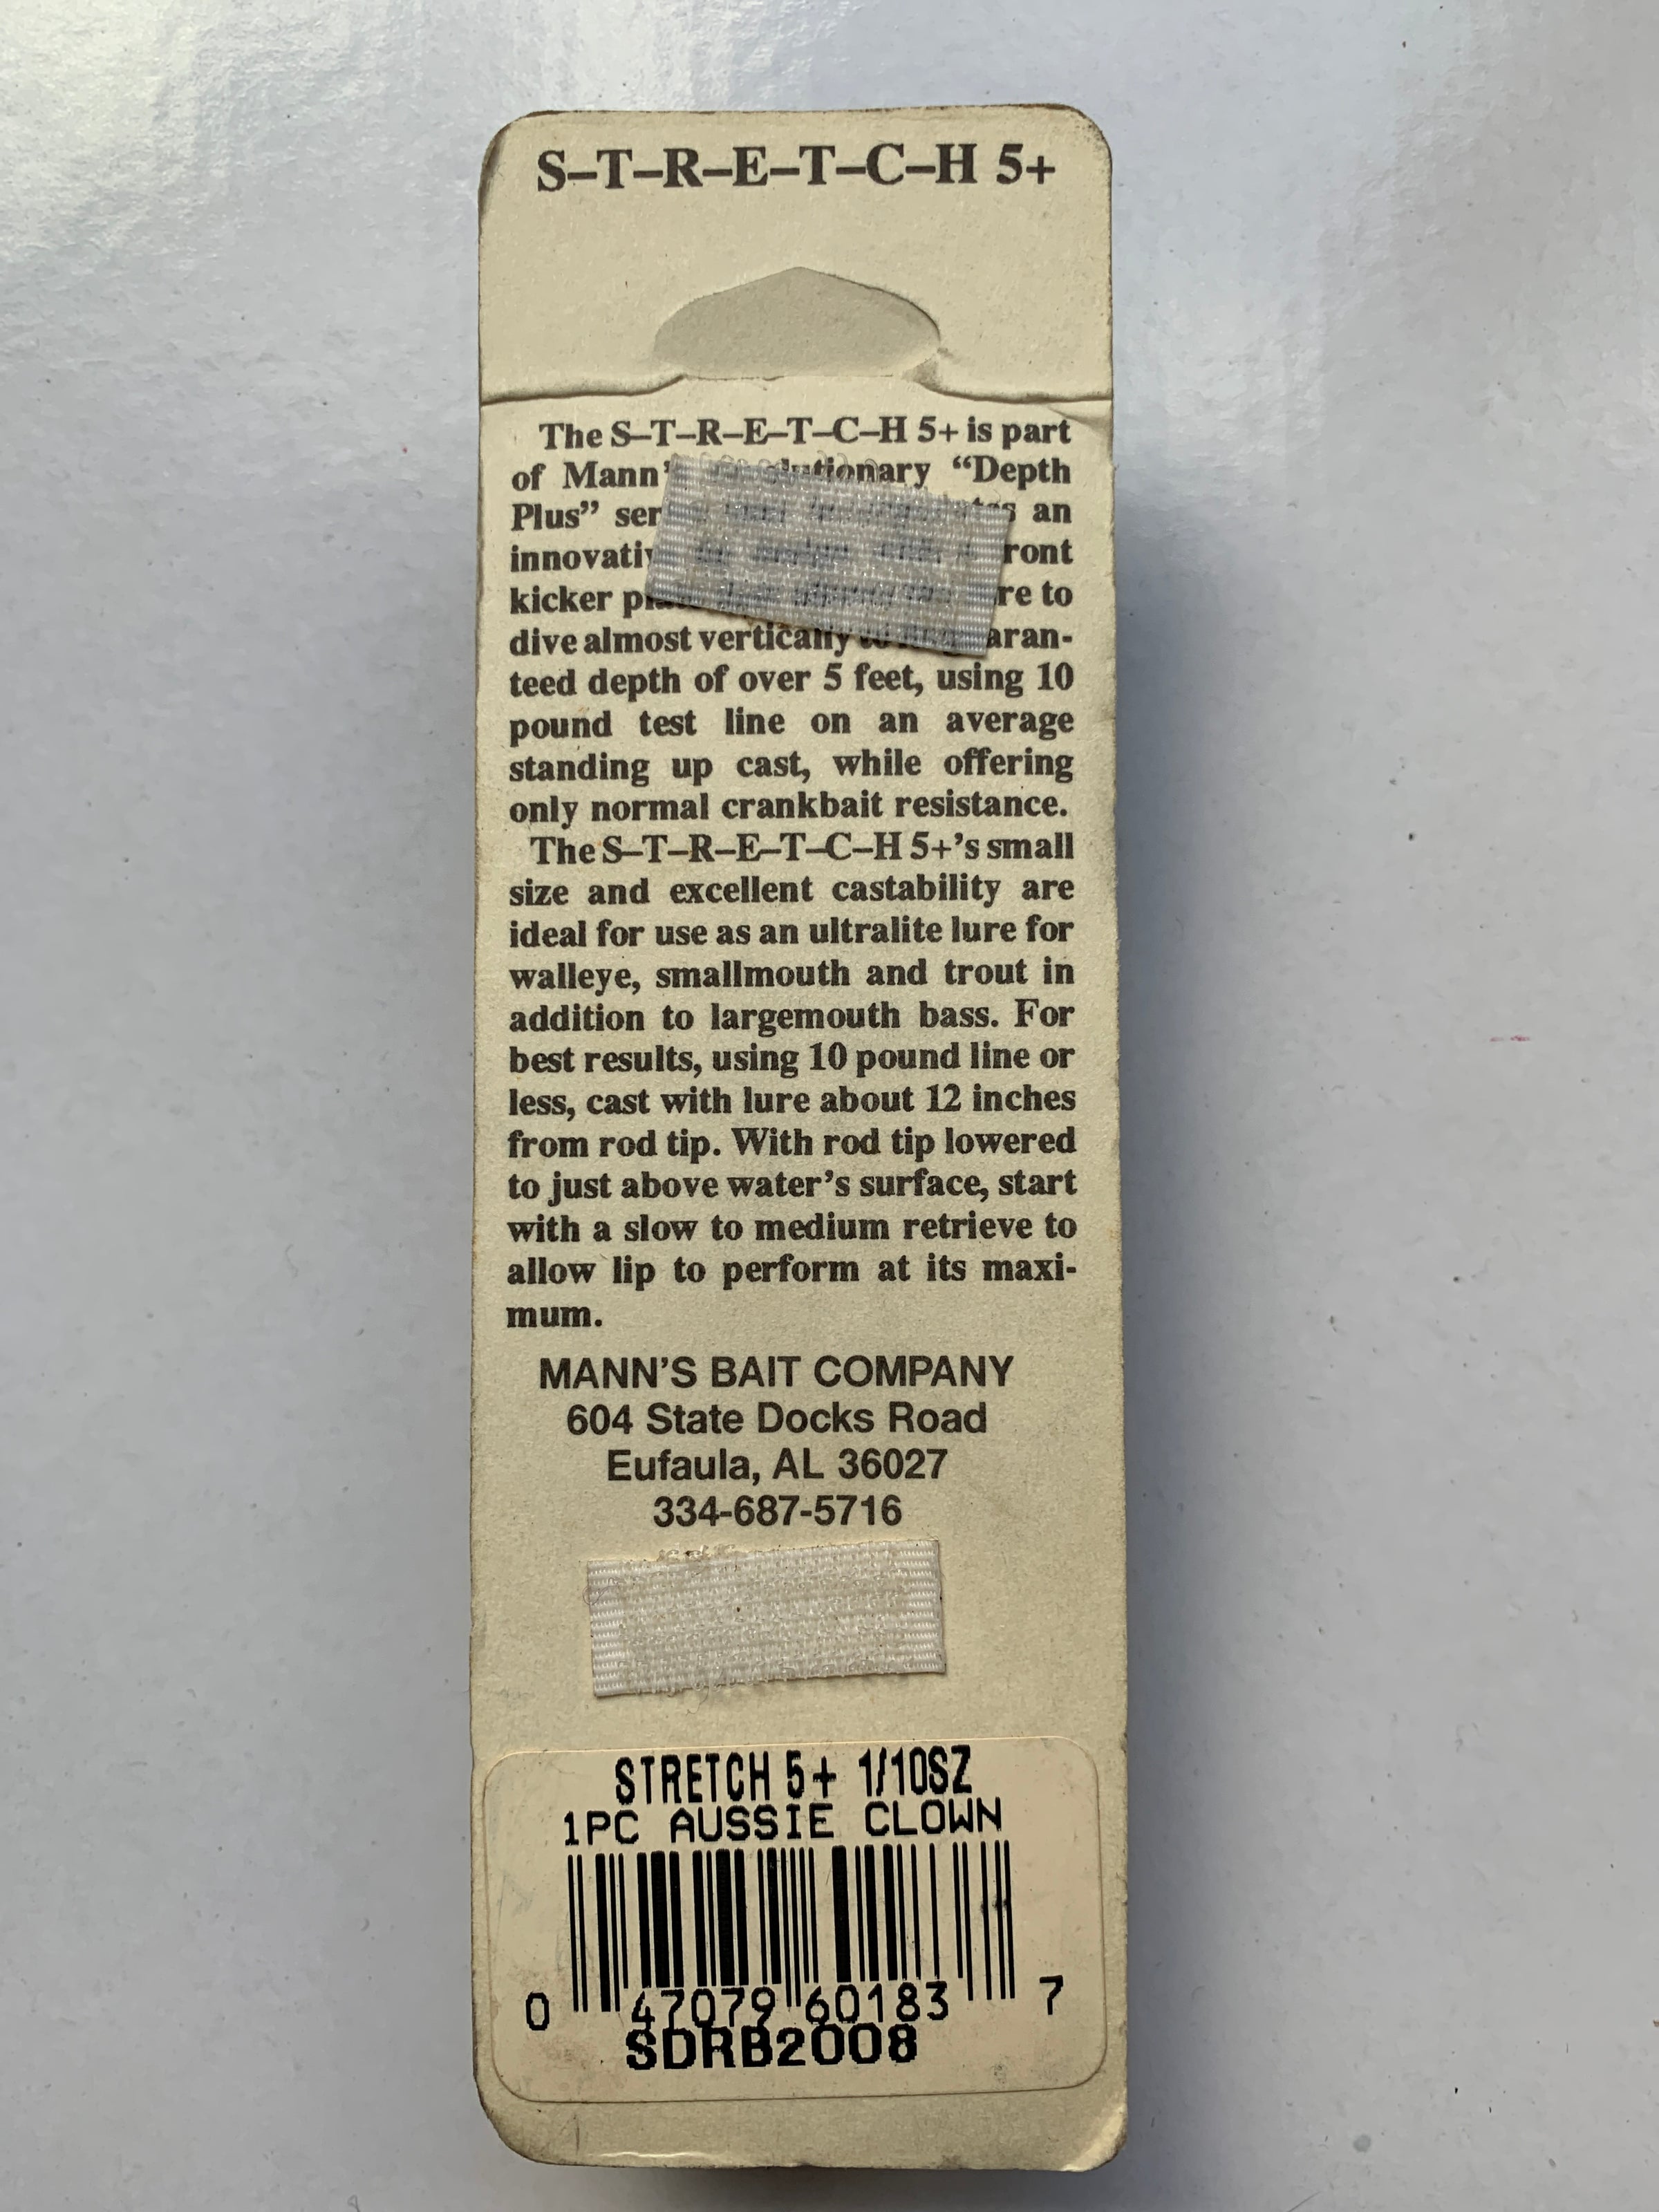 S–T–R–E–T–C–H 5+
The S–T–R–E–T–C–H 5+ is part
of Mann's "Depth
Plus” an
innovative
kicker to
dive almost vertically
teed depth of over 5 feet, using 10
pound test line on an average
standing up cast, while offering
only normal crankbait resistance.
The S–T–R–E–T–C–H 5+’s small
size and excellent castability are
ideal for use as an ultralite lure for
walleye, smallmouth and trout in
addition to largemouth bass. For
best results, using 10 pound line or
less, cast with lure about 12 inches
from rod tip. With rod tip lowered
to just above water’s surface, start
with a slow to medium retrieve to
allow lip to perform at its maxi-
mum.
MANN’S BAIT COMPANY
604 State Docks Road
Eufaula, AL 36027
334-687-5716
STRETCH 5+ 1/10SZ
1PC AUSSIE CLOWN
0 47079 60183 7
SDRB2008